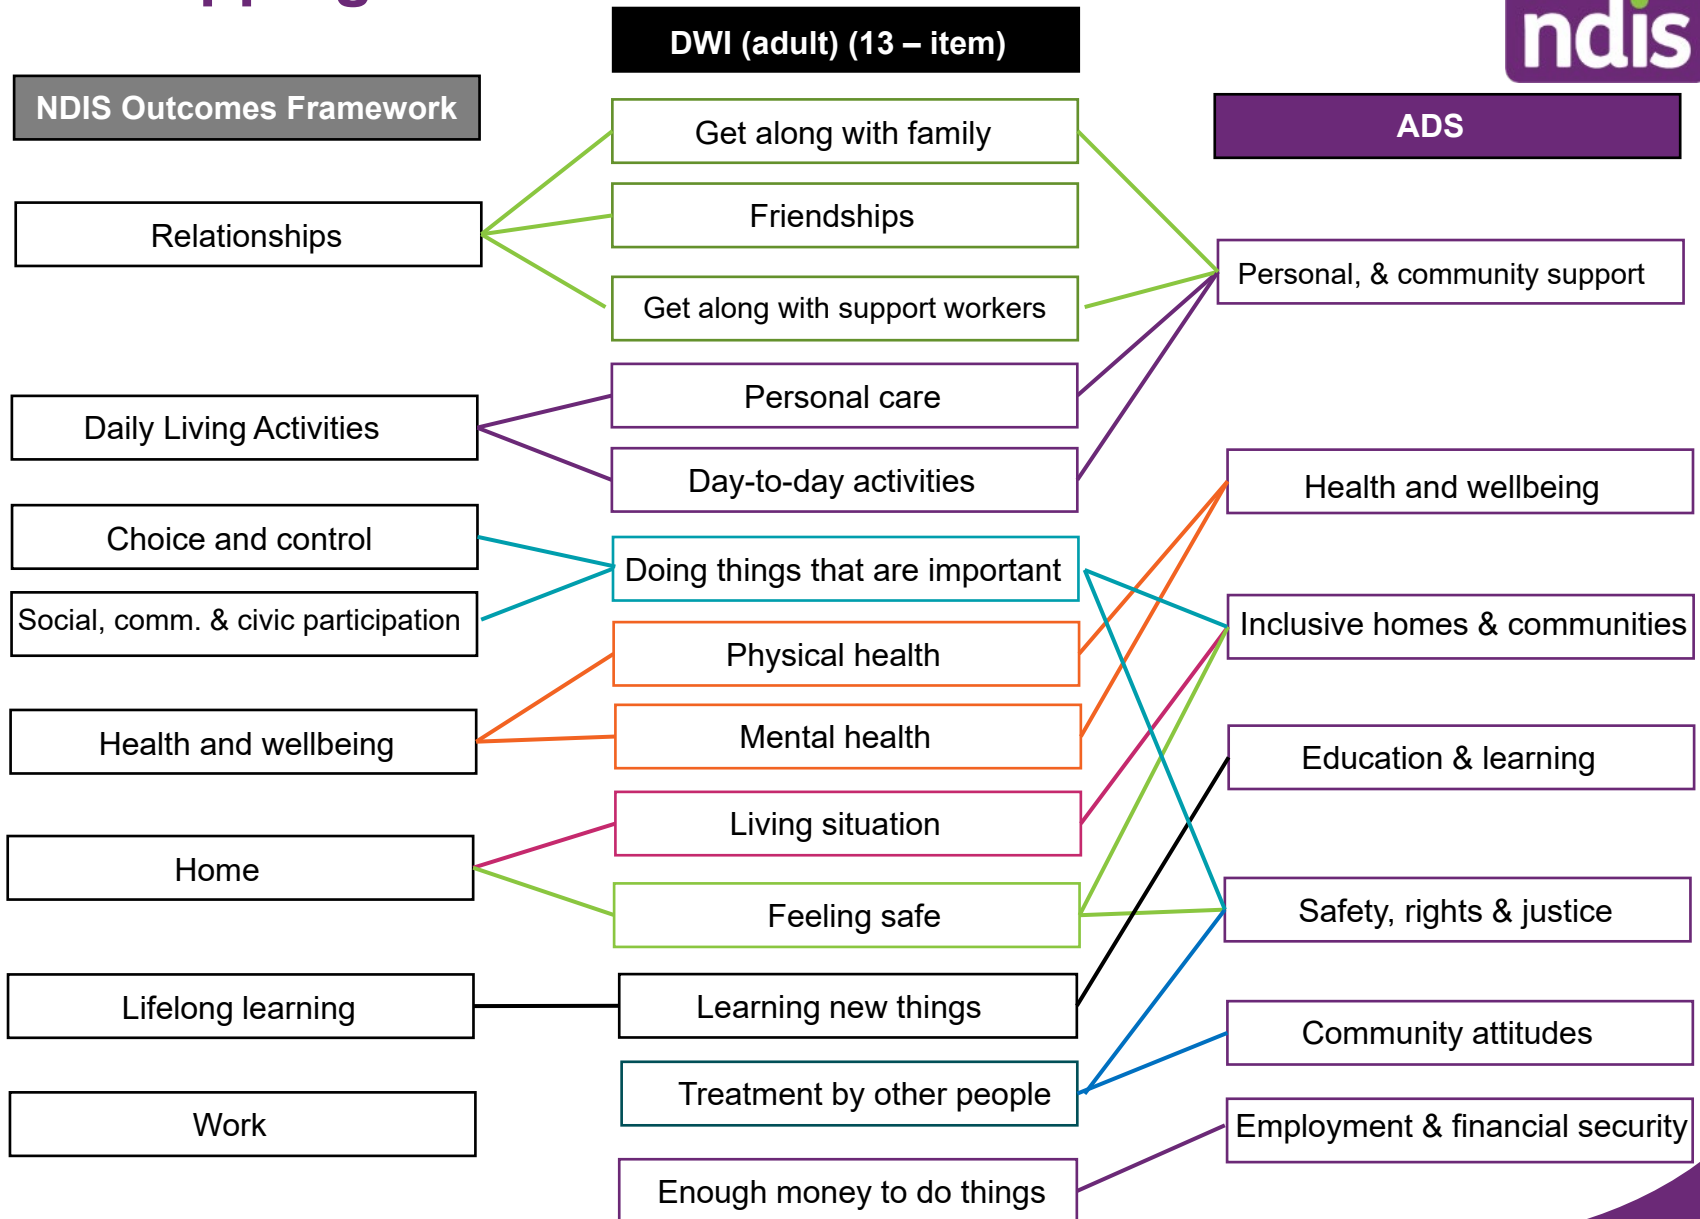 ndis
DWI (adult) (13 – item)
NDIS Outcomes Framework
ADS
Relationships
Daily Living Activities
Choice and control
Social, comm. & civic participation
Health and wellbeing
Home
Lifelong learning
Work
Get along with family
Friendships
Get along with support workers
Personal care
Day-to-day activities
Doing things that are important
Physical health
Mental health
Living situation
Feeling safe
Learning new things
Treatment by other people
Enough money to do things
Personal, & community support
Health and wellbeing
Inclusive homes & communities
Education & learning
Safety, rights & justice
Community attitudes
Employment & financial security